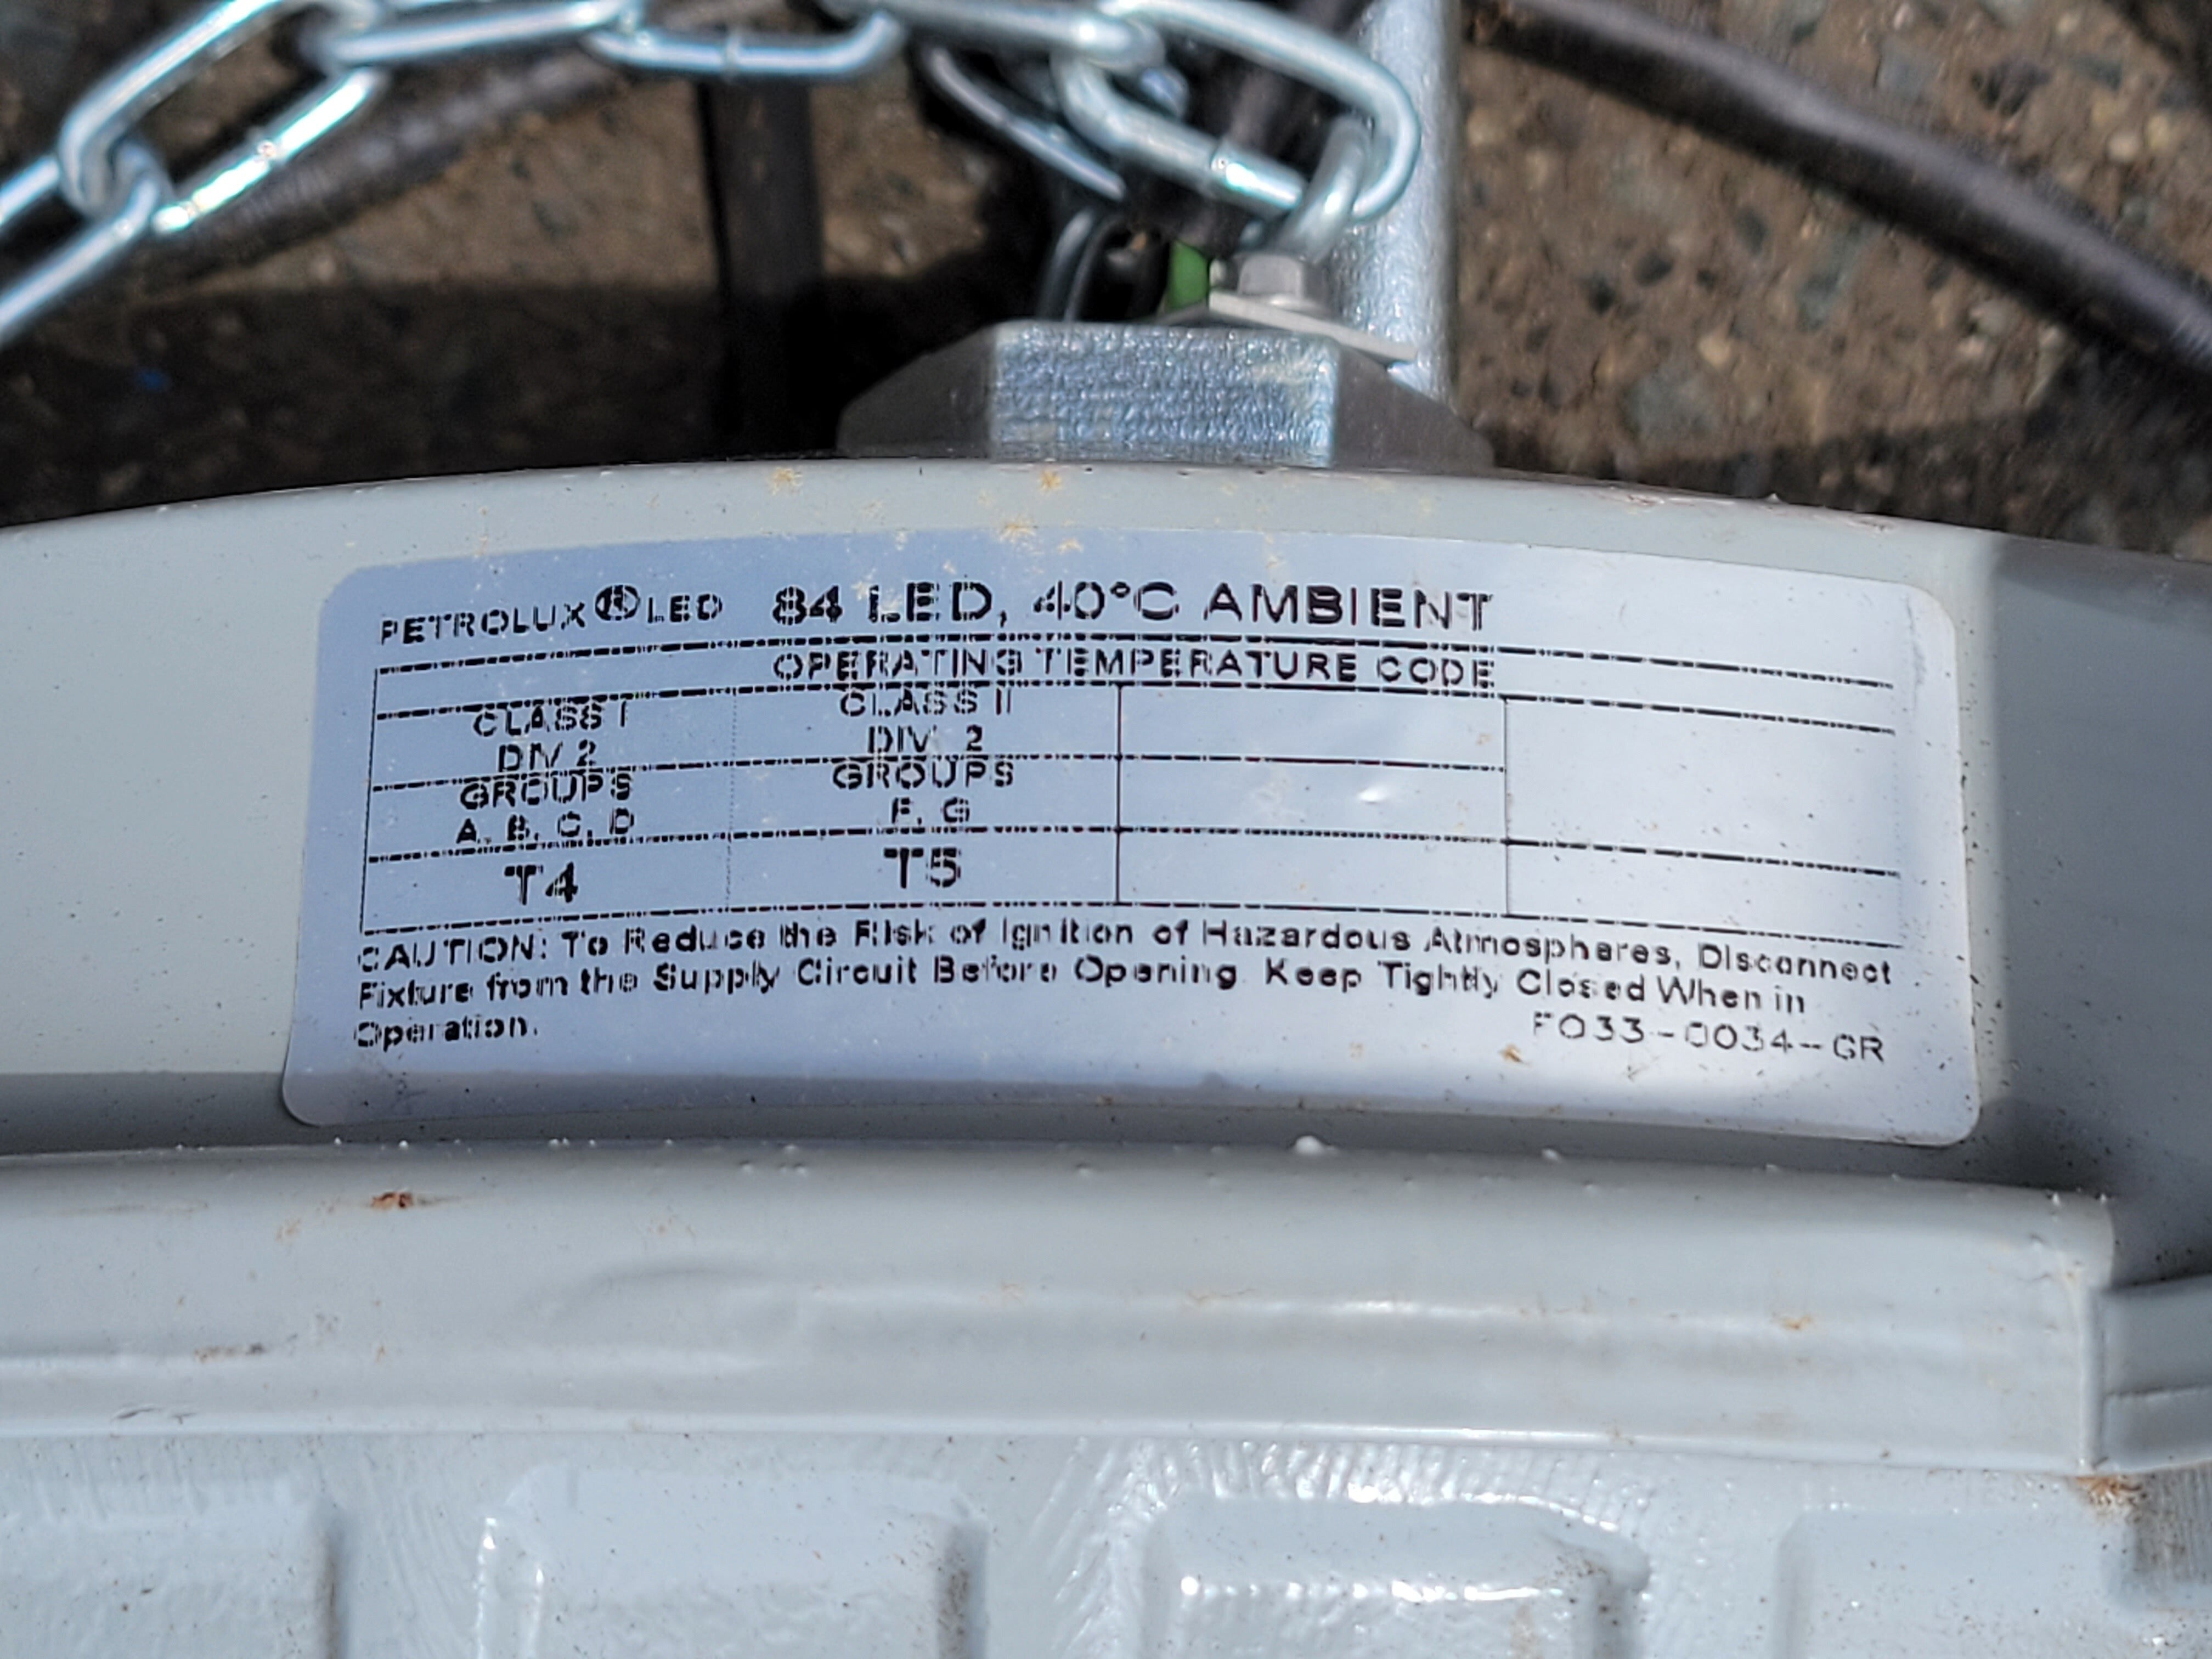 PETROLUX®LED 84 LED, 40°C AMBIENT
OPERATING TEMPERATURE CODE
CLASS I
DIV 2
GROUPS
A, B, C, D
T4
CLASS II
DIV 2
GROUPS
F, G
T5
CAUTION: To Reduce the Risk of Ignition of Hazardous Atmospheres, Disconnect
Fixture from the Supply Circuit Before Opening. Keep Tightly Closed When in
Operation.
FO33-0034-GR